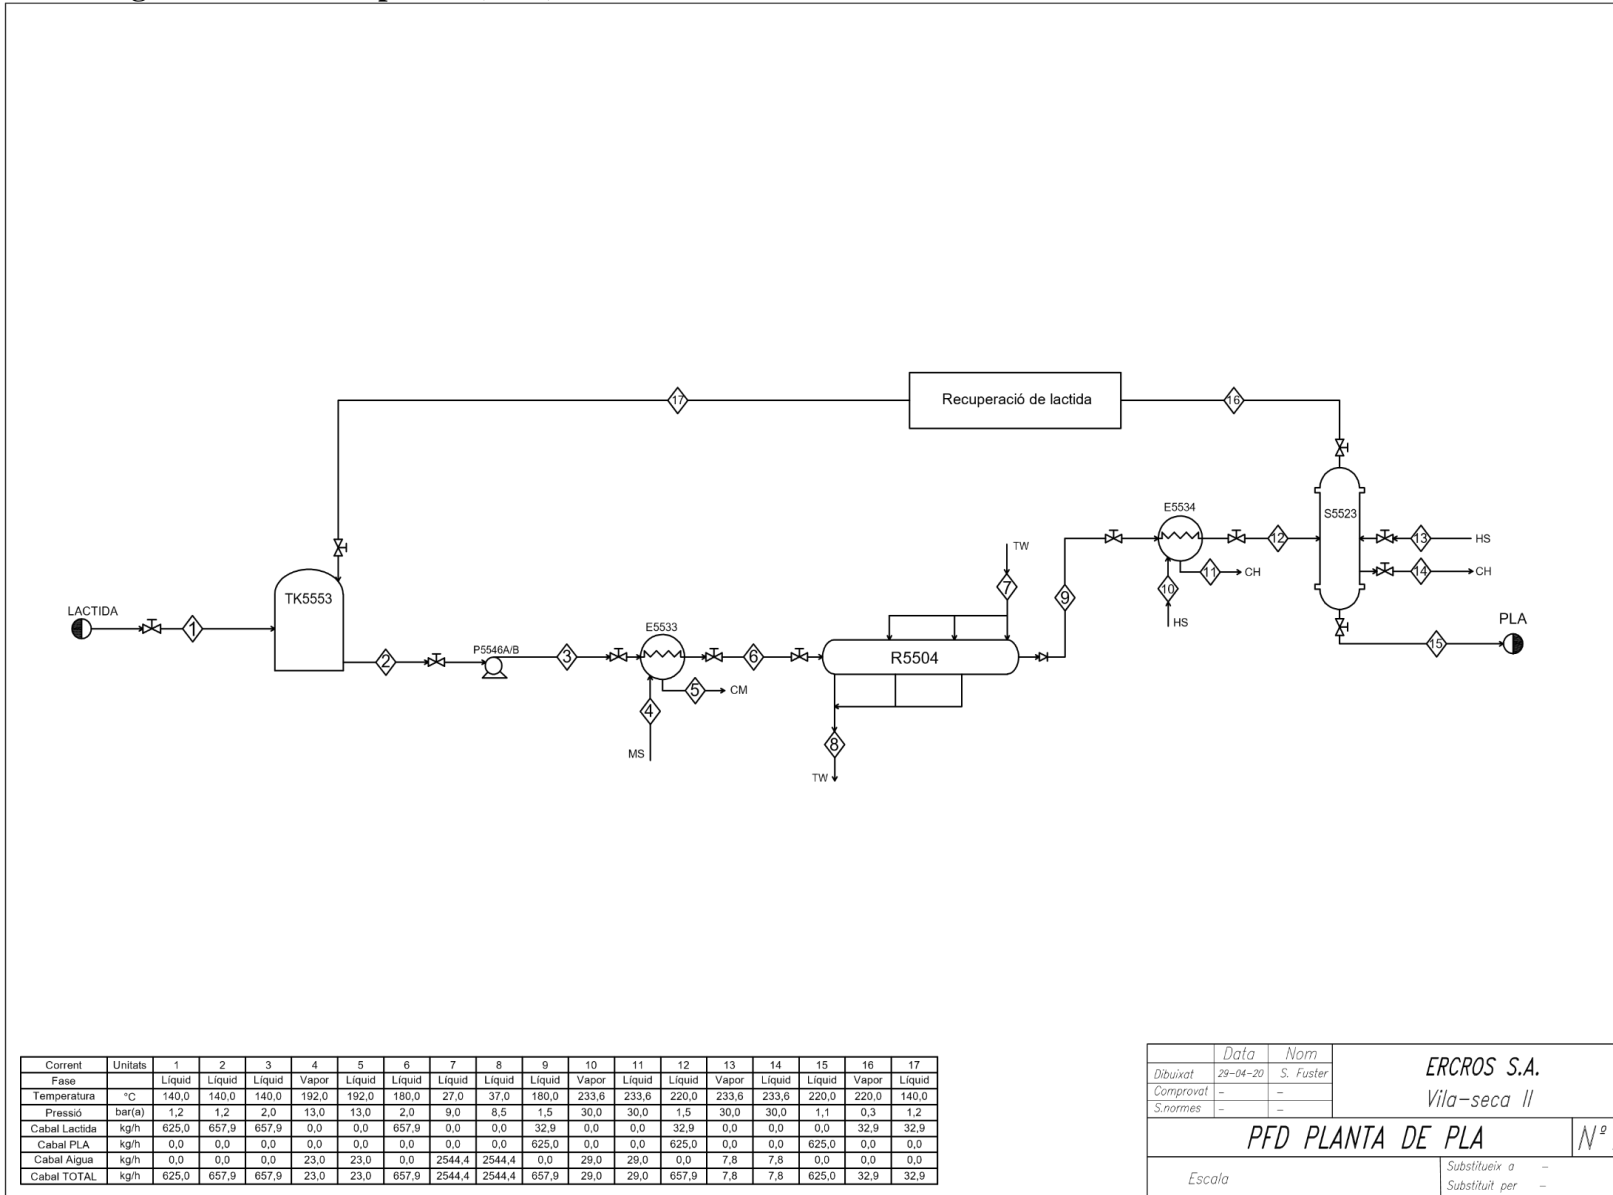 Recuperació de lactida
17
16
E5534
S5523
TW
12
13
HS
11
CH
14
CH
TK5553
7
10
9
HS
LACTIDA
1
E5533
PLA
P5546A/B
2
3
6
R5504
15
5
CM
4
8
MS
TW
Corrent Unitats 1 2 3 4 5 6 7 8 9 10 11 12 13 14 15 16 17
Fase Líquid Líquid Líquid Vapor Líquid Líquid Líquid Líquid Líquid Vapor Líquid Líquid Vapor Líquid Líquid Vapor Líquid
Temperatura °C 140,0 140,0 140,0 192,0 192,0 180,0 27,0 37,0 180,0 233,6 233,6 220,0 233,6 233,6 220,0 220,0 140,0
Pressió bar(a) 1,2 1,2 2,0 13,0 13,0 2,0 9,0 8,5 1,5 30,0 30,0 1,5 30,0 30,0 1,1 0,3 1,2
Cabal Lactida kg/h 625,0 657,9 657,9 0,0 0,0 657,9 0,0 0,0 32,9 0,0 0,0 32,9 0,0 0,0 0,0 32,9 32,9
Cabal PLA kg/h 0,0 0,0 0,0 0,0 0,0 0,0 0,0 0,0 625,0 0,0 0,0 625,0 0,0 0,0 625,0 0,0 0,0
Cabal Aigua kg/h 0,0 0,0 0,0 23,0 23,0 0,0 2544,4 2544,4 0,0 29,0 29,0 0,0 7,8 7,8 0,0 0,0 0,0
Cabal TOTAL kg/h 625,0 657,9 657,9 23,0 23,0 657,9 2544,4 2544,4 657,9 29,0 29,0 657,9 7,8 7,8 625,0 32,9 32,9
Data Nom
Dibuixat 29-04-20 S. Fuster
Comprovat - -
S.normes - -
ERCROS S.A.
Vila-seca II
PFD PLANTA DE PLA Nº
Escala
Substitueix a -
Substituit per -